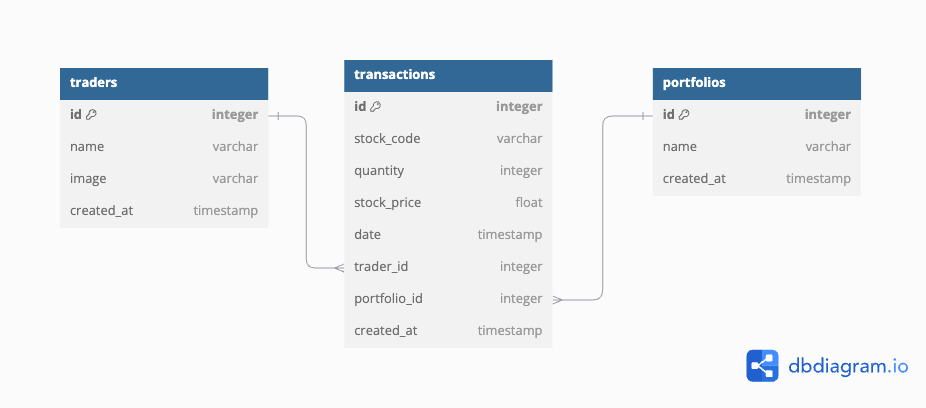 traders
id integer
name varchar
image varchar
created_at timestamp
transactions
id integer
stock_code varchar
quantity integer
stock_price float
date timestamp
trader_id integer
portfolio_id integer
created_at timestamp
portfolios
id integer
name varchar
created_at timestamp
dbdiagram.io